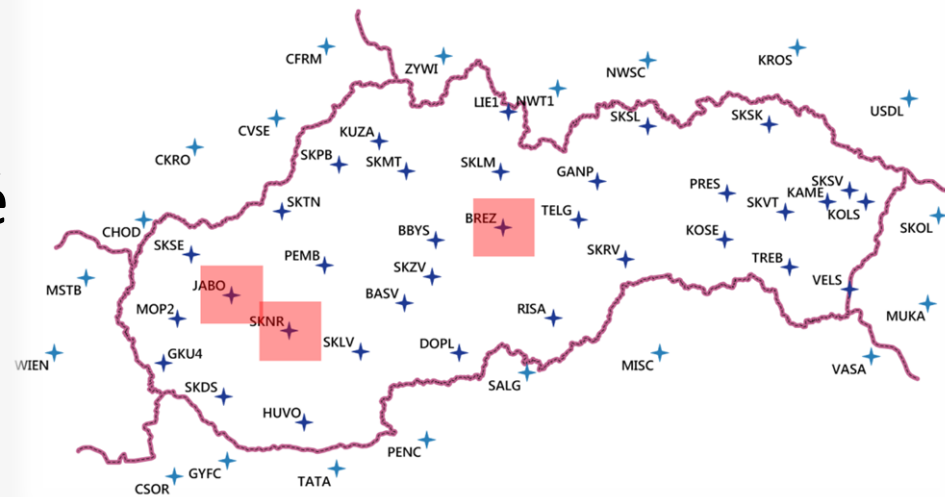 CFRM
ZYWI
NWSC
KROS
LIE1
NWT1
USDL
CVSE
KUZA
SKSL
SKSK
CKRO
SKPB
SKMT
SKLM
GANP
PRES
SKSV
KAME
é
SKTN
BREZ
TELG
SKVT
KOLS
CHOD
BBYS
KOSE
SKOL
SKSE
PEMB
SKZV
SKRV
TREB
MSTB
JABO
BASV
VELS
MOP2
SKNR
RISA
MUKA
WIEN
GKU4
SKLV
DOPL
MISC
VASA
SKDS
SALG
HUVO
PENC
CSOR
GYFC
TATA